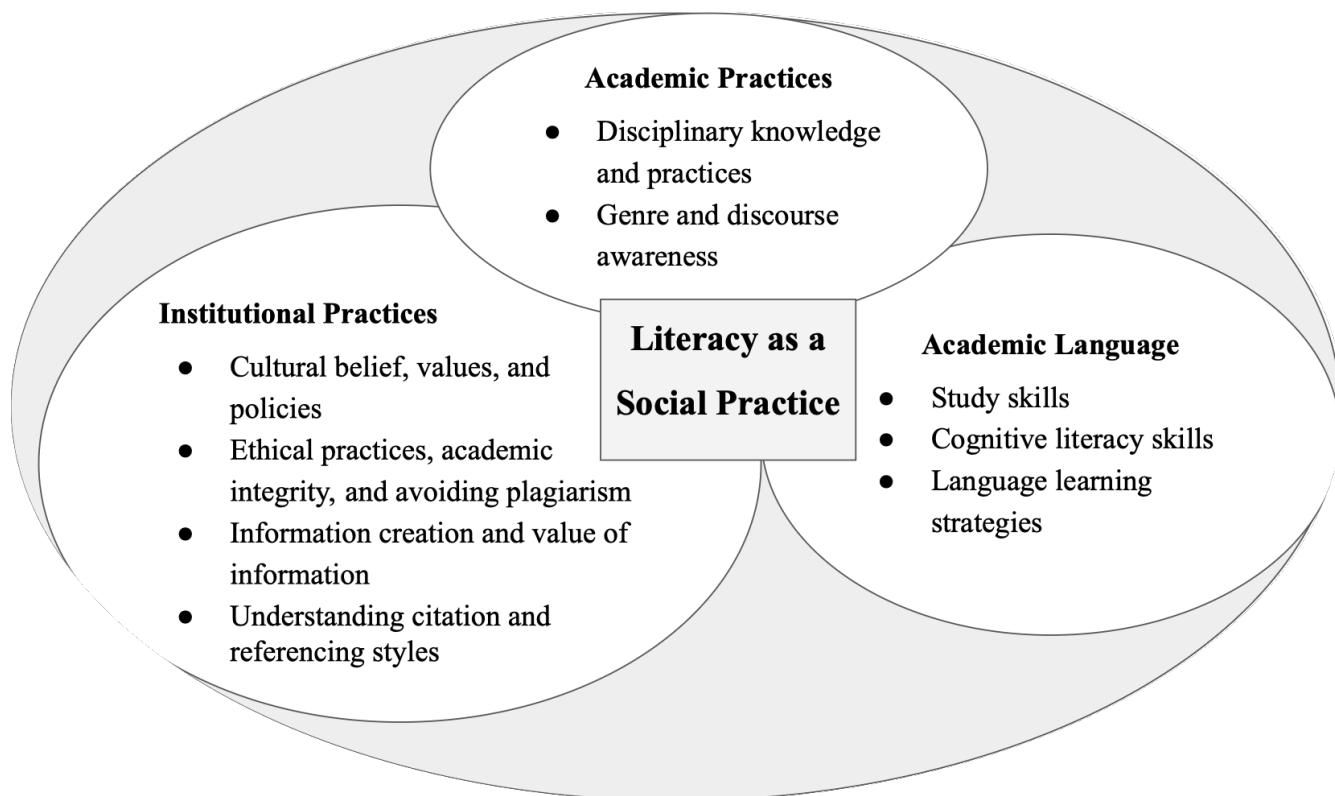 Academic Practices
● Disciplinary knowledge
and practices
● Genre and discourse
awareness
Institutional Practices
● Cultural belief, values, and
policies
● Ethical practices, academic
integrity, and avoiding plagiarism
● Information creation and value of
information
● Understanding citation and
referencing styles
Literacy as a
Social Practice
Academic Language
● Study skills
● Cognitive literacy skills
● Language learning
strategies